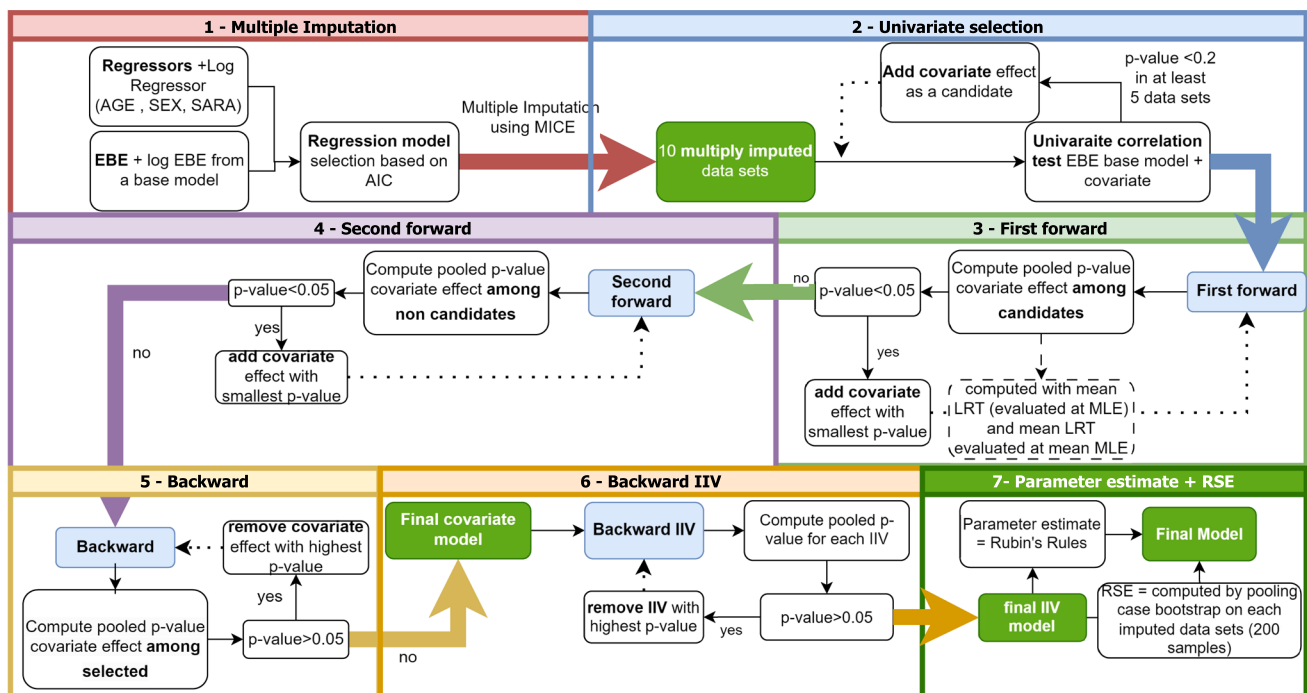 1 - Multiple Imputation
Regressors +Log
Regressor
(AGE , SEX, SARA)
EBE + log EBE from
a base model
Regression model
selection based on
AIC
Multiple Imputation
using MICE
2 - Univariate selection
Add covariate effect
as a candidate
p-value <0.2
in at least
5 data sets
10 multiply imputed
data sets
Univaraite correlation
test EBE base model +
covariate
3 - First forward
First forward
Compute pooled p-value
covariate effect among
candidates
p-value<0.05
no
yes
add covariate
effect with
smallest p-value
computed with mean
LRT (evaluated at MLE)
and mean LRT
evaluated at mean MLE
4 - Second forward
Second
forward
Compute pooled p-value
covariate effect among
non candidates
p-value<0.05
yes
no
add covariate
effect with
smallest p-value
5 - Backward
Backward
remove covariate
effect with highest
p-value
yes
Compute pooled p-value
covariate effect among
selected
p-value>0.05
no
6 - Backward IIV
Final covariate
model
Backward IIV
Compute pooled p-
value for each IIV
remove IIV with
highest p-value
yes
p-value>0.05
7- Parameter estimate + RSE
Parameter estimate
= Rubin's Rules
Final Model
final IIV
model
RSE = computed by pooling
case bootstrap on each
imputed data sets (200
samples)